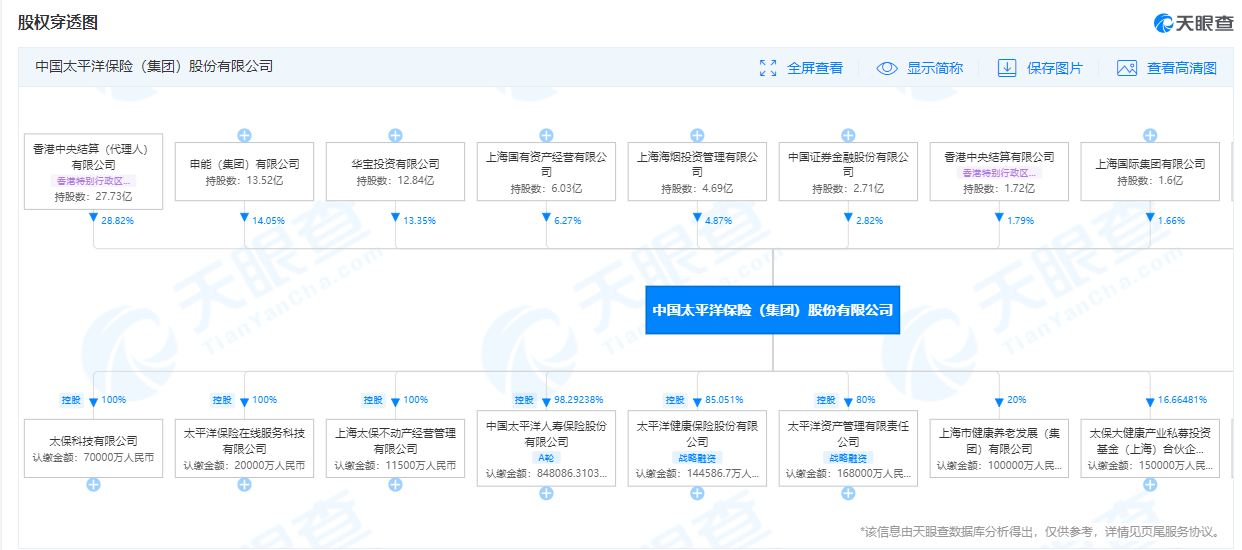 股权穿透图
天眼查
中国太平洋保险（集团）股份有限公司
全屏查看
显示简称
保存图片
查看高清图
香港中央结算（代理人）
有限公司
香港特别行政区...
持股数：27.73亿
28.82%
申能（集团）有限公司
持股数：13.52亿
14.05%
华宝投资有限公司
持股数：12.84亿
13.35%
上海国有资产经营有限公
司
持股数：6.03亿
6.27%
上海海烟投资管理有限公
司
持股数：4.69亿
4.87%
中国证券金融股份有限公
司
持股数：2.71亿
2.82%
香港中央结算有限公司
香港特别行政区...
持股数：1.72亿
1.79%
上海国际集团有限公司
持股数：1.6亿
1.66%
中国太平洋保险（集团）股份有限公司
控股
100%
太保科技有限公司
认缴金额：70000万人民币
控股
100%
太平洋保险在线服务科技
有限公司
认缴金额：20000万人民币
控股
100%
上海太保不动产经营管理
有限公司
认缴金额：11500万人民币
控股
98.29238%
中国太平洋人寿保险股份
有限公司
A轮
认缴金额：848086.3103...
控股
85.051%
太平洋健康保险股份有限
公司
战略融资
认缴金额：144586.7万人...
控股
80%
太平洋资产管理有限责任
公司
战略融资
认缴金额：168000万人民...
20%
上海市健康养老发展（集
团）有限公司
认缴金额：100000万人民...
16.66481%
太保大健康产业私募投资
基金（上海）合伙企...
认缴金额：150000万人民...
*该信息由天眼查数据库分析得出，仅供参考，详情见页尾服务协议。
天眼查
TianYanCha.com
天眼查
TianYanCha.com
天眼查
TianYanCha.com